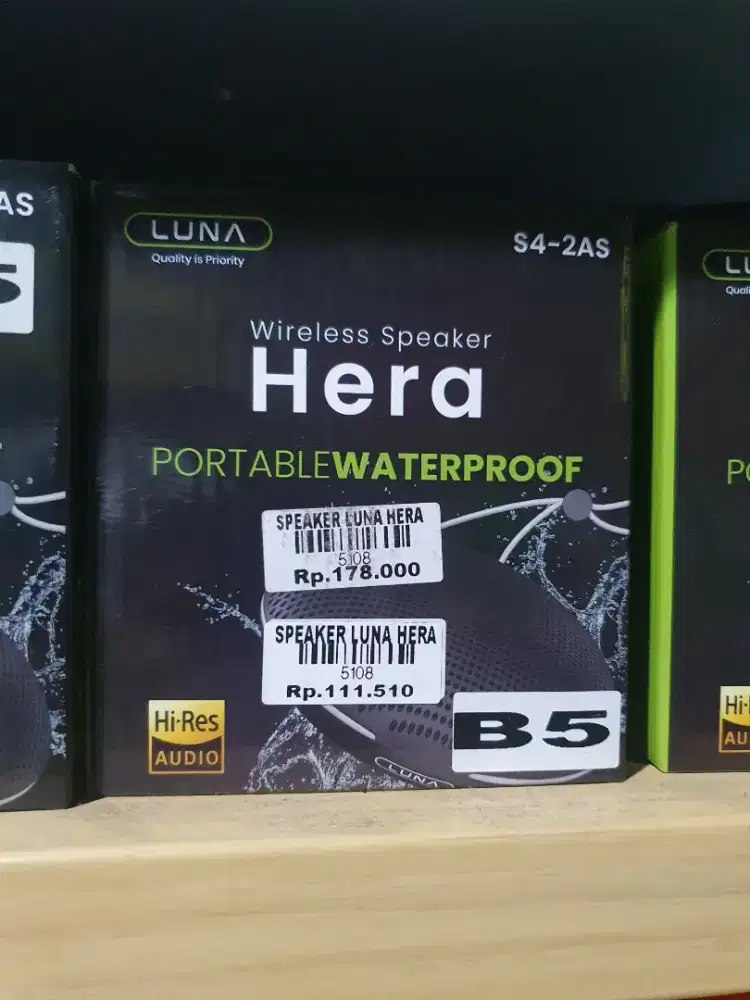 AS
5
LUNA
Quality is Priority
S4-2AS
Wireless Speaker
Hera
PORTABLEWATERPROOF
SPEAKER LUNA HERA
5108
Rp.178.000
SPEAKER LUNA HERA
5108
Rp.111.510
B5
Hi-Res
AUDIO
LUNA
LU
Quali
PO
Hi-
AU